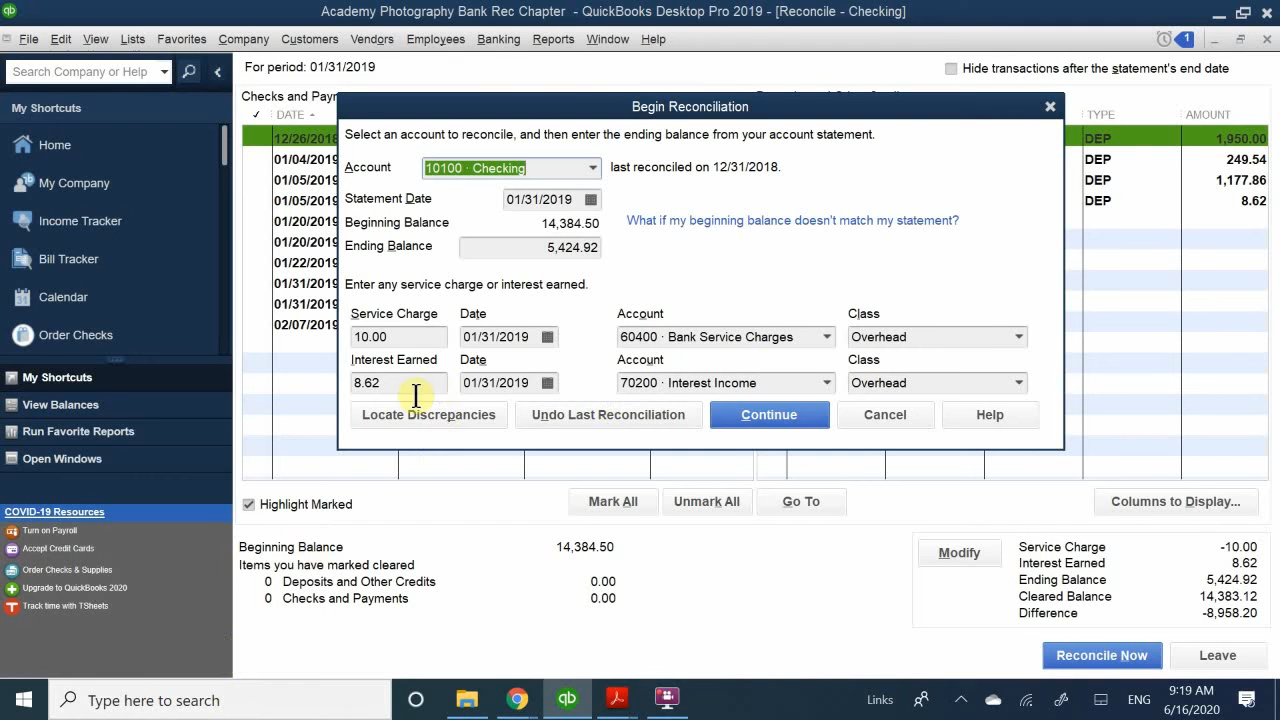 Academy Photography Bank Rec Chapter - QuickBooks Desktop Pro 2019 - [Reconcile - Checking]
File Edit View Lists Favorites Company Customers Vendors Employees Banking Reports Window Help
1
Search Company or Help
My Shortcuts
Home
My Company
Income Tracker
Bill Tracker
Calendar
Order Checks
My Shortcuts
View Balances
Run Favorite Reports
Open Windows
COVID-19 Resources
Turn on Payroll
Accept Credit Cards
Order Checks & Supplies
Upgrade to QuickBooks 2020
Track time with TSheets
For period: 01/31/2019
Hide transactions after the statement's end date
Checks and Payr
✓ DATE
TYPE AMOUNT
12/26/2018 DEP 1,950.00
01/04/2019 DEP 249.54
01/05/2019 DEP 1,177.86
01/05/2019 DEP 8.62
01/20/2019
01/20/2019
01/22/2019
01/31/2019
01/31/2019
02/07/2019
Begin Reconciliation
Select an account to reconcile, and then enter the ending balance from your account statement.
Account 10100 · Checking last reconciled on 12/31/2018.
Statement Date 01/31/2019
Beginning Balance 14,384.50 What if my beginning balance doesn't match my statement?
Ending Balance 5,424.92
Enter any service charge or interest earned.
Service Charge Date Account Class
10.00 01/31/2019 60400 · Bank Service Charges Overhead
Interest Earned Date Account Class
8.62 01/31/2019 70200 · Interest Income Overhead
Locate Discrepancies Undo Last Reconciliation Continue Cancel Help
Highlight Marked Mark All Unmark All Go To Columns to Display...
Beginning Balance 14,384.50
Items you have marked cleared
0 Deposits and Other Credits 0.00
0 Checks and Payments 0.00
Modify
Service Charge -10.00
Interest Earned 8.62
Ending Balance 5,424.92
Cleared Balance 14,383.12
Difference -8,958.20
Reconcile Now Leave
Type here to search
Links
ENG
9:19 AM
6/16/2020